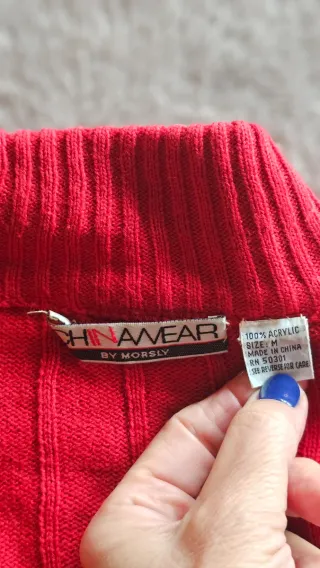 CHINAWEAR
BY MORSLY
100% ACRYLIC
SIZE: M
MADE IN CHINA
RN 50301
SEE REVERSE FOR CARE